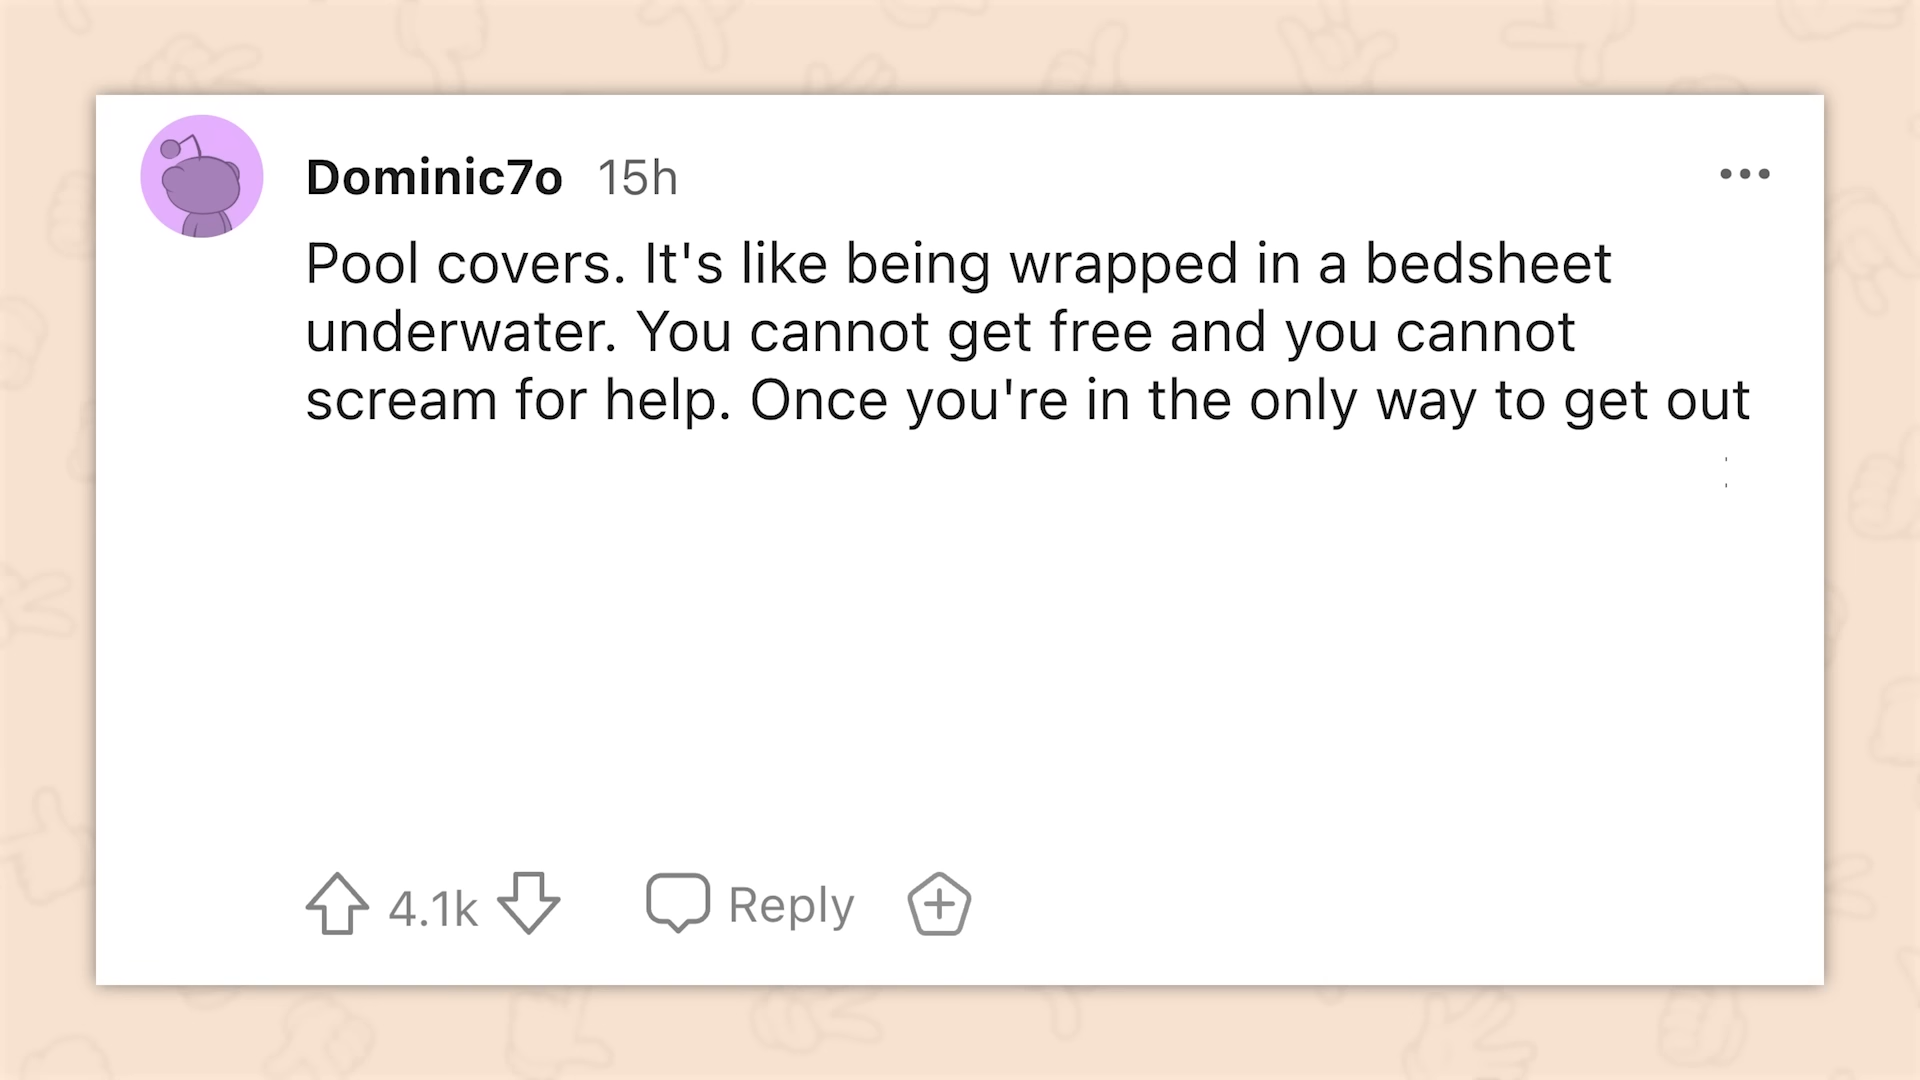 Dominic7o 15h
Pool covers. It's like being wrapped in a bedsheet
underwater. You cannot get free and you cannot
scream for help. Once you're in the only way to get out
4.1k
Reply